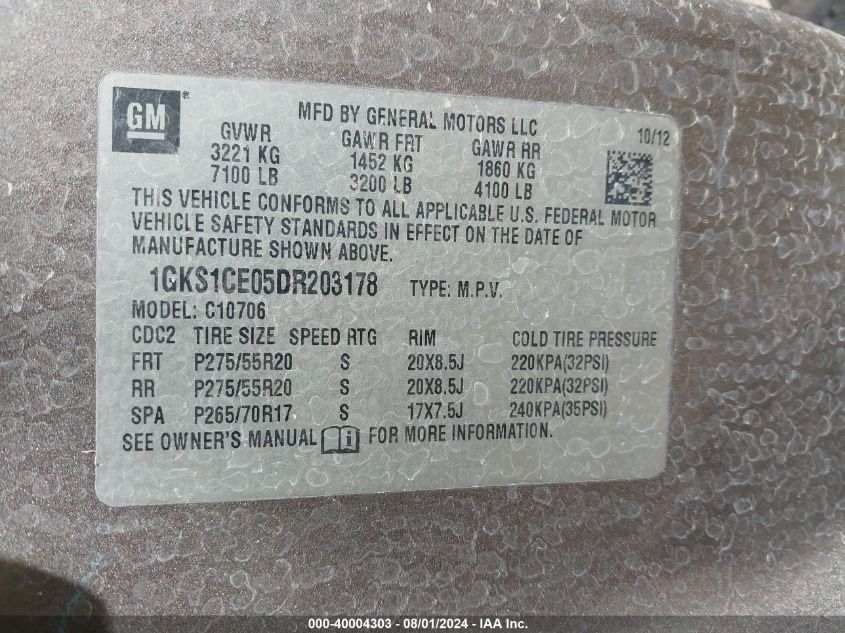 GM ®
MFD BY GENERAL MOTORS LLC
10/12
GVWR GAWR FRT GAWR RR
3221 KG 1452 KG 1860 KG
7100 LB 3200 LB 4100 LB
THIS VEHICLE CONFORMS TO ALL APPLICABLE U.S. FEDERAL MOTOR
VEHICLE SAFETY STANDARDS IN EFFECT ON THE DATE OF
MANUFACTURE SHOWN ABOVE.
1GKS1CE05DR203178 TYPE: M.P.V.
MODEL: C10706
CDC2 TIRE SIZE SPEED RTG RIM COLD TIRE PRESSURE
FRT P275/55R20 S 20X8.5J 220KPA(32PSI)
RR P275/55R20 S 20X8.5J 220KPA(32PSI)
SPA P265/70R17 S 17X7.5J 240KPA(35PSI)
SEE OWNER'S MANUAL FOR MORE INFORMATION.
000-40004303 - 08/01/2024 - IAA Inc.